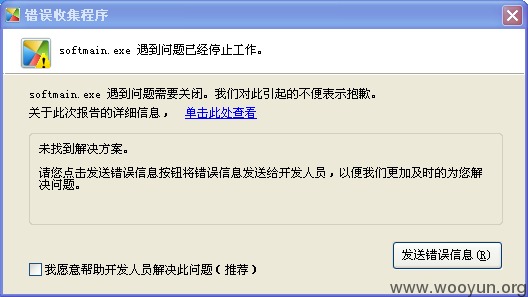 错误收集程序
softmain.exe 遇到问题已经停止工作。
softmain.exe 遇到问题需要关闭。我们对此引起的不便表示抱歉。
关于此次报告的详细信息， 单击此处查看
未找到解决方案。
请您点击发送错误信息按钮将错误信息发送给开发人员，以便我们更加及时的为您解
决问题。
发送错误信息(R)
我愿意帮助开发人员解决此问题（推荐）
www.wooyun.org